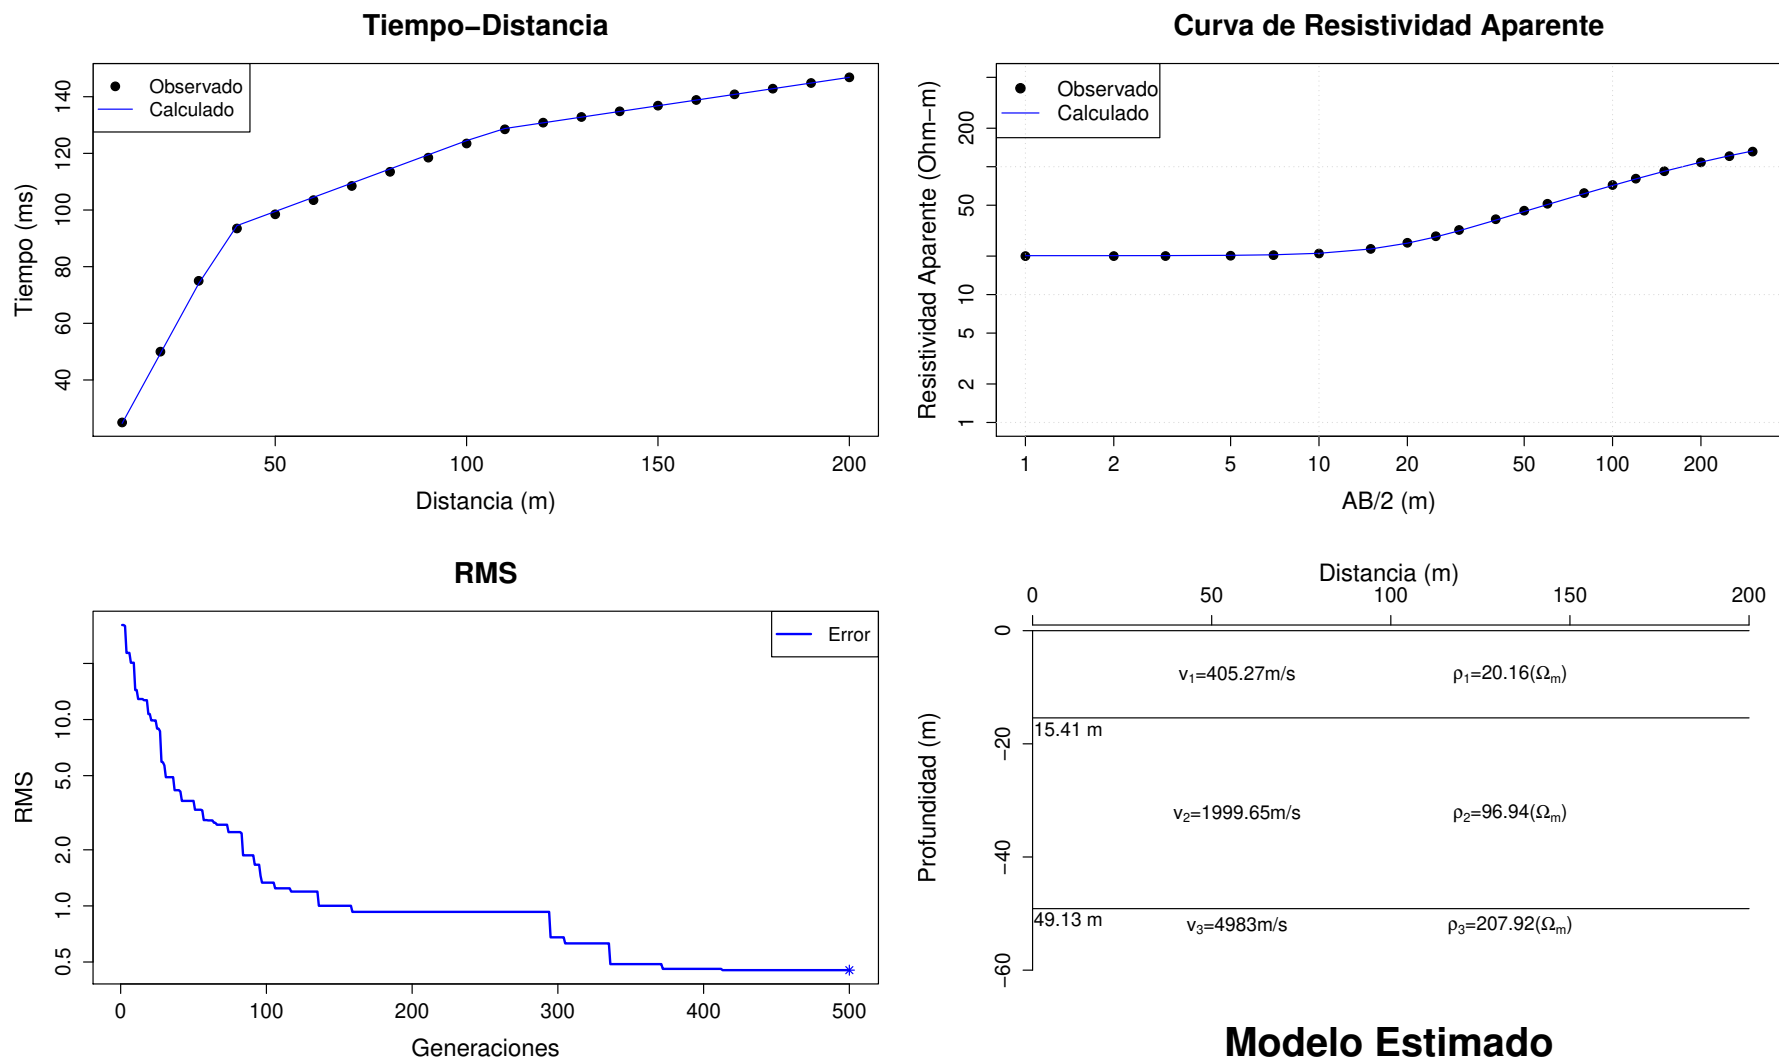 Tiempo−Distancia
Observado
Calculado
Tiempo (ms)
40
60
80
100
120
140
50
100
150
200
Distancia (m)
Curva de Resistividad Aparente
Observado
Calculado
Resistividad Aparente (Ohm−m)
1
2
5
10
50
200
1
2
5
10
20
50
100
200
AB/2 (m)
RMS
Error
RMS
0.5
1.0
2.0
5.0
10.0
0
100
200
300
400
500
Generaciones
Distancia (m)
0
50
100
150
200
Profundidad (m)
0
−20
−40
−60
v₁=405.27m/s
ρ₁=20.16(Ωₘ)
15.41 m
v₂=1999.65m/s
ρ₂=96.94(Ωₘ)
49.13 m
v₃=4983m/s
ρ₃=207.92(Ωₘ)
Modelo Estimado